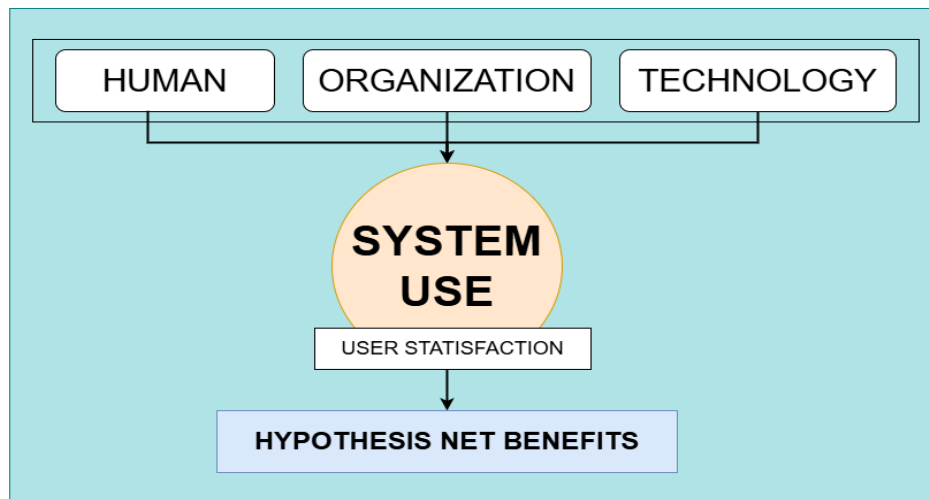 HUMAN
ORGANIZATION
TECHNOLOGY
SYSTEM
USE
USER STATISFACTION
HYPOTHESIS NET BENEFITS